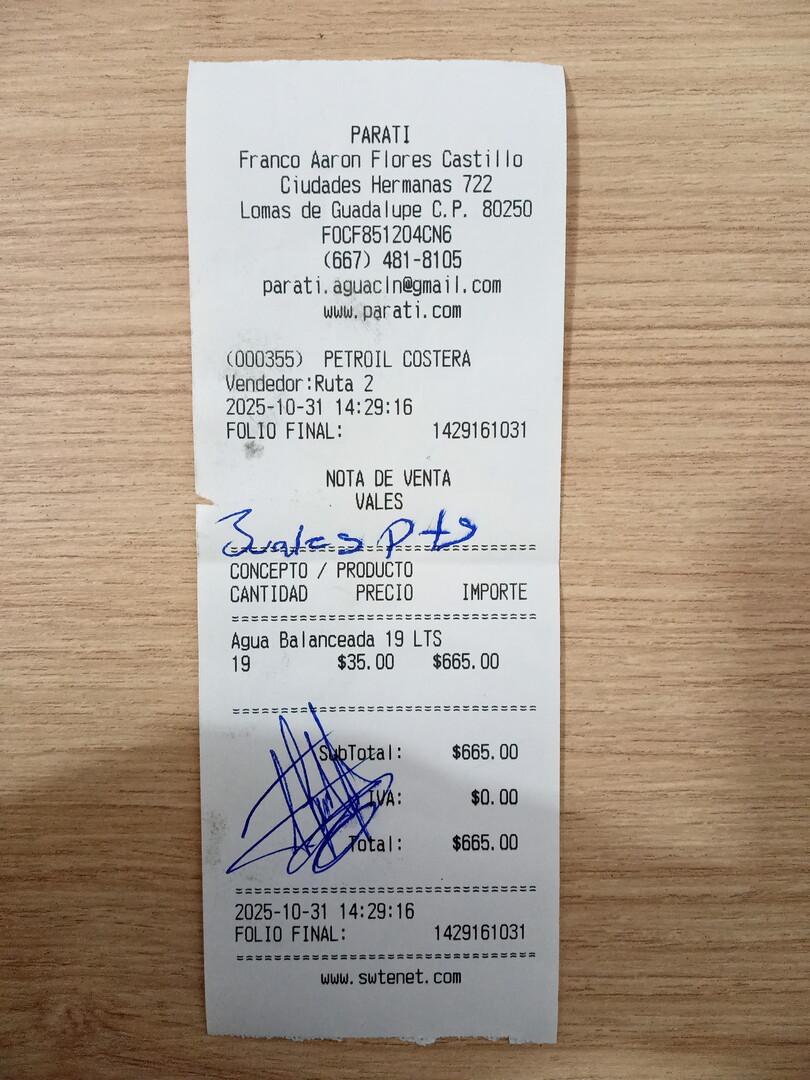 PARATI
Franco Aaron Flores Castillo
Ciudades Hermanas 722
Lomas de Guadalupe C.P. 80250
FOCF851204CN6
(667) 481-8105
parati.aguacln@gmail.com
www.parati.com
(000355) PETROIL COSTERA
Vendedor:Ruta 2
2025-10-31 14:29:16
FOLIO FINAL: 1429161031
NOTA DE VENTA
VALES
CONCEPTO / PRODUCTO
CANTIDAD PRECIO IMPORTE
Agua Balanceada 19 LTS
19 $35.00 $665.00
SubTotal: $665.00
IVA: $0.00
Total: $665.00
2025-10-31 14:29:16
FOLIO FINAL: 1429161031
www.swtenet.com